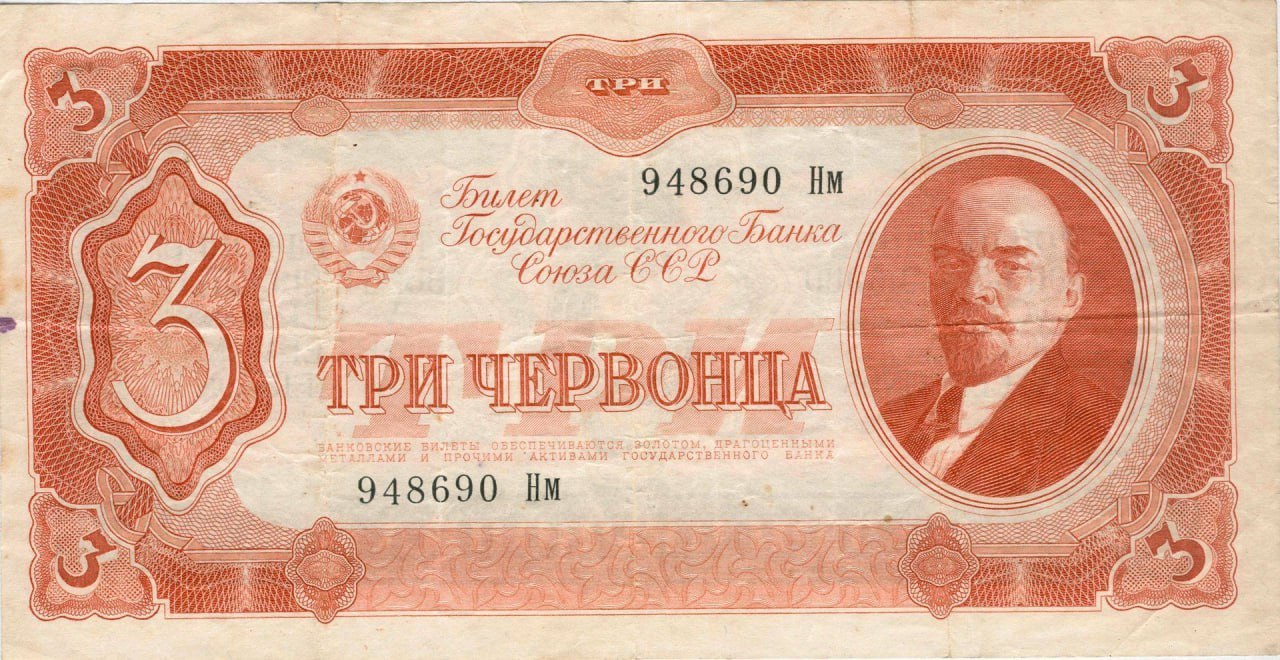 3
ТРИ
3
948690 Нм
Билет
Государственного Банка
Союза ССР
3
ТРИ
ТРИ ЧЕРВОНЦА
БАНКОВСКИЕ БИЛЕТЫ ОБЕСПЕЧИВАЮТСЯ ЗОЛОТОМ, ДРАГОЦЕННЫМИ
МЕТАЛЛАМИ И ПРОЧИМИ АКТИВАМИ ГОСУДАРСТВЕННОГО БАНКА
948690 Нм
3
3